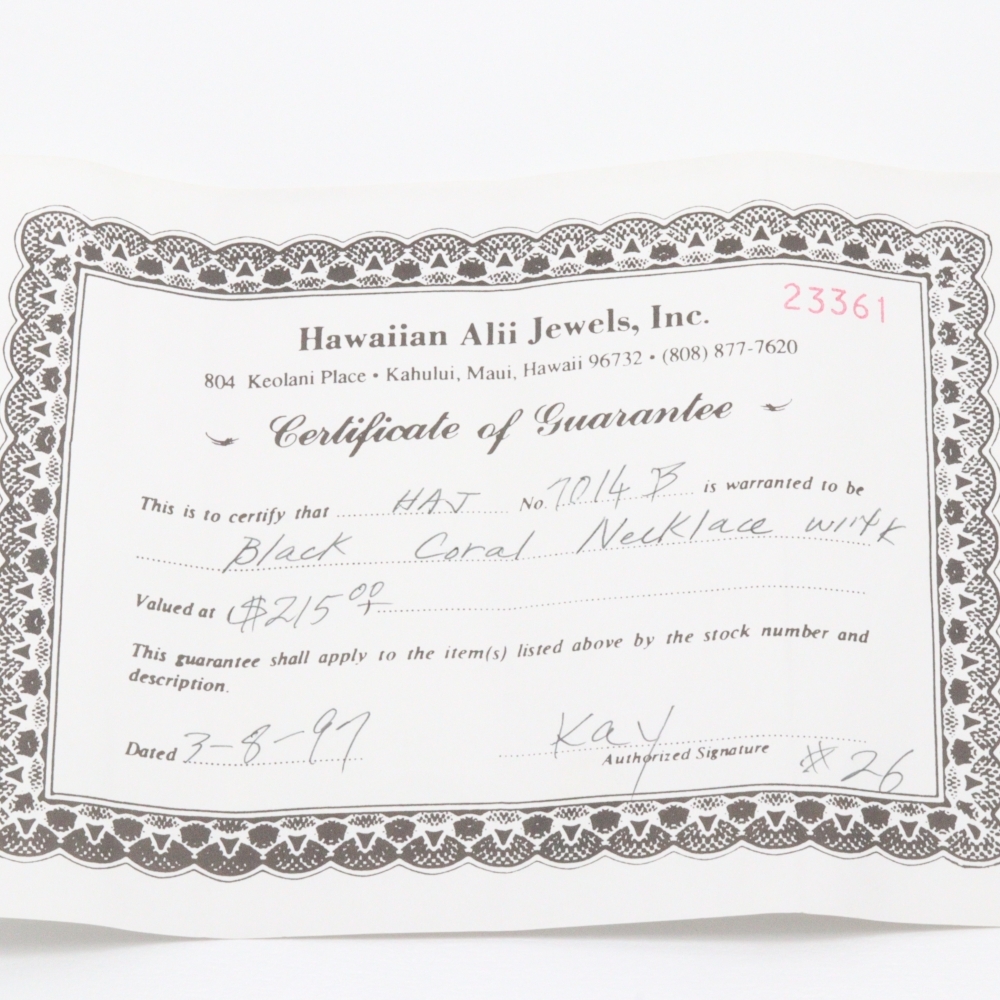 23361
Hawaiian Alii Jewels, Inc.
804 Keolani Place • Kahului, Maui, Hawaii 96732 • (808) 877-7620
Certificate of Guarantee
This is to certify that HAJ No. 7014 B is warranted to be
Black Coral Necklace w/14K
Valued at $215.00
This guarantee shall apply to the item(s) listed above by the stock number and
description.
Dated 3-8-97 Kay
Authorized Signature # 26